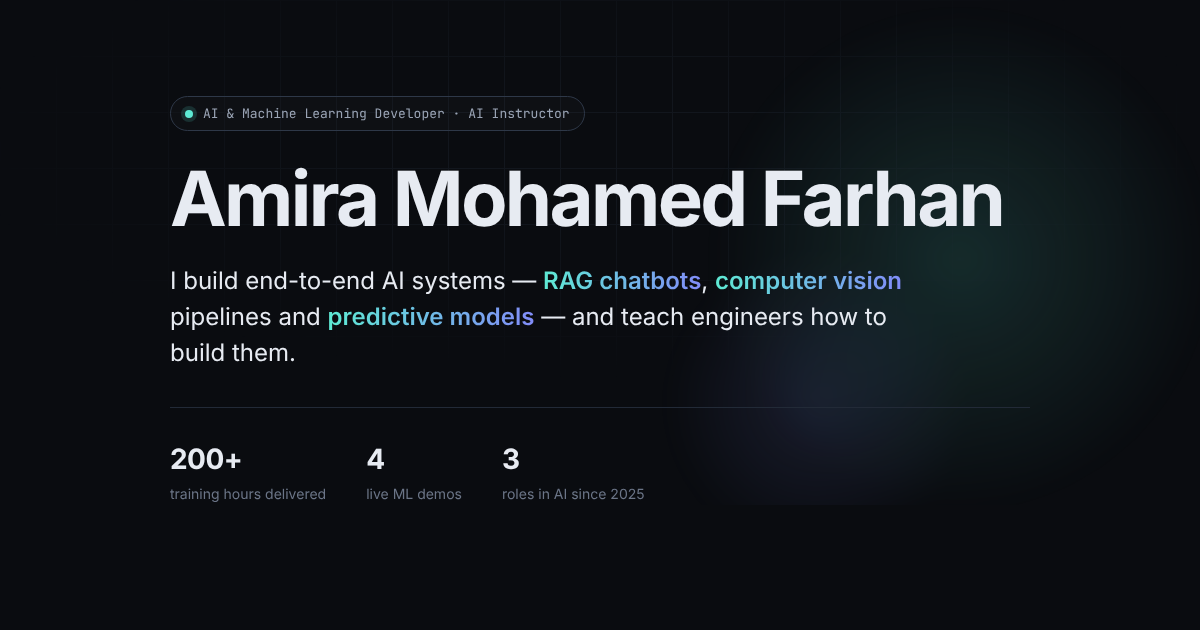 AI & Machine Learning Developer · AI Instructor
Amira Mohamed Farhan
I build end-to-end AI systems — RAG chatbots, computer vision
pipelines and predictive models — and teach engineers how to
build them.
200+ 4 3
training hours delivered live ML demos roles in AI since 2025